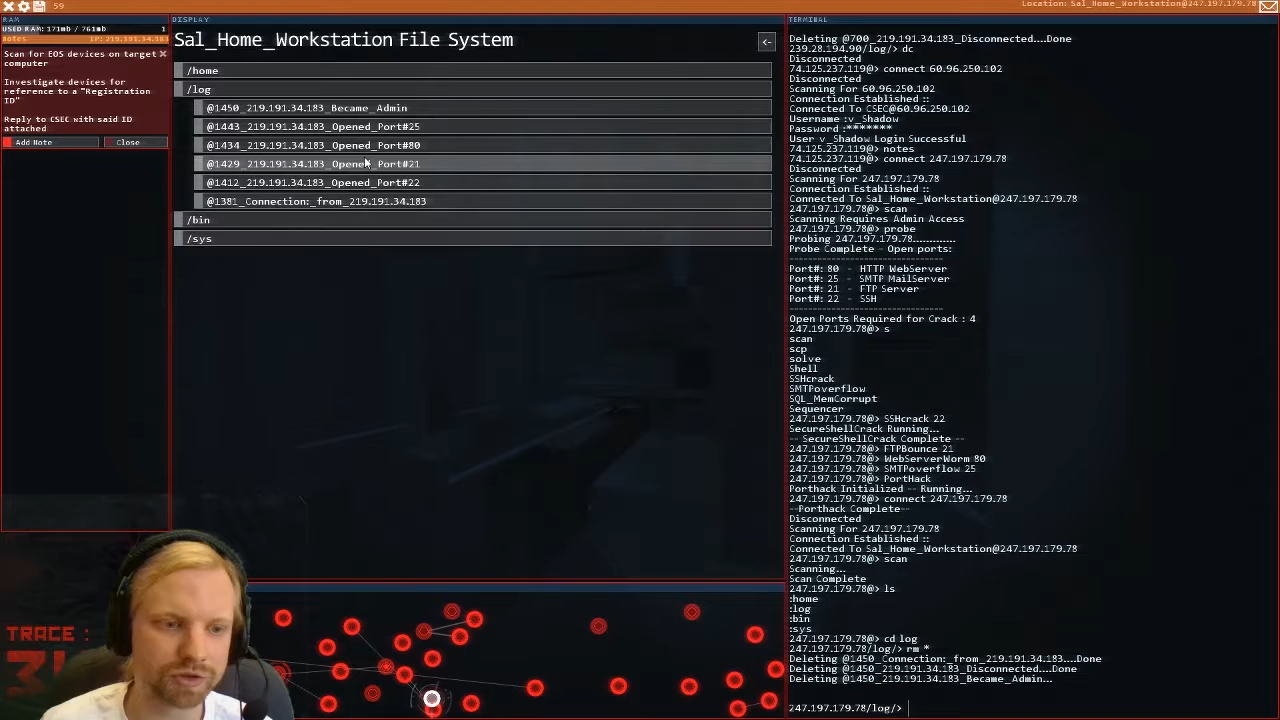 59
Location: Sal_Home_Workstation@247.197.179.78
RAM
USED RAM: 171mb / 761mb
1
notes
IP: 219.191.34.183
Scan for EOS devices on target
computer
Investigate devices for
reference to a "Registration
ID"
Reply to CSEC with said ID
attached
Add Note
Close
TRACE :
DISPLAY
Sal_Home_Workstation File System
<-
/home
/log
@1450_219.191.34.183_Became_Admin
@1443_219.191.34.183_Opened_Port#25
@1434_219.191.34.183_Opened_Port#80
@1429_219.191.34.183_Opened_Port#21
@1412_219.191.34.183_Opened_Port#22
@1381_Connection:_from_219.191.34.183
/bin
/sys
TERMINAL
Deleting @700_219.191.34.183_Disconnected....Done
239.28.194.90/log/> dc
Disconnected
74.125.237.119@> connect 60.96.250.102
Disconnected
Scanning For 60.96.250.102
Connection Established ::
Connected To CSEC@60.96.250.102
Username :v_Shadow
Password :*******
User v_Shadow Login Successful
74.125.237.119@> notes
74.125.237.119@> connect 247.197.179.78
Disconnected
Scanning For 247.197.179.78
Connection Established ::
Connected To Sal_Home_Workstation@247.197.179.78
247.197.179.78@> scan
Scanning Requires Admin Access
247.197.179.78@> probe
Probing 247.197.179.78.............
Probe Complete - Open ports:
---------------------------------
Port#: 80  -  HTTP WebServer
Port#: 25  -  SMTP MailServer
Port#: 21  -  FTP Server
Port#: 22  -  SSH
---------------------------------
Open Ports Required for Crack : 4
247.197.179.78@> s
scan
scp
solve
Shell
SSHcrack
SMTPoverflow
SQL_MemCorrupt
Sequencer
247.197.179.78@> SSHcrack 22
SecureShellCrack Running...
-- SecureShellCrack Complete --
247.197.179.78@> FTPBounce 21
247.197.179.78@> WebServerWorm 80
247.197.179.78@> SMTPoverflow 25
247.197.179.78@> PortHack
Porthack Initialized -- Running...
247.197.179.78@> connect 247.197.179.78
--Porthack Complete--
Disconnected
Scanning For 247.197.179.78
Connection Established ::
Connected To Sal_Home_Workstation@247.197.179.78
247.197.179.78@> scan
Scanning...
Scan Complete
247.197.179.78@> ls
:home
:log
:bin
:sys
247.197.179.78@> cd log
247.197.179.78/log/> rm *
Deleting @1450_Connection:_from_219.191.34.183....Done
Deleting @1450_219.191.34.183_Disconnected....Done
Deleting @1450_219.191.34.183_Became_Admin...
247.197.179.78/log/>